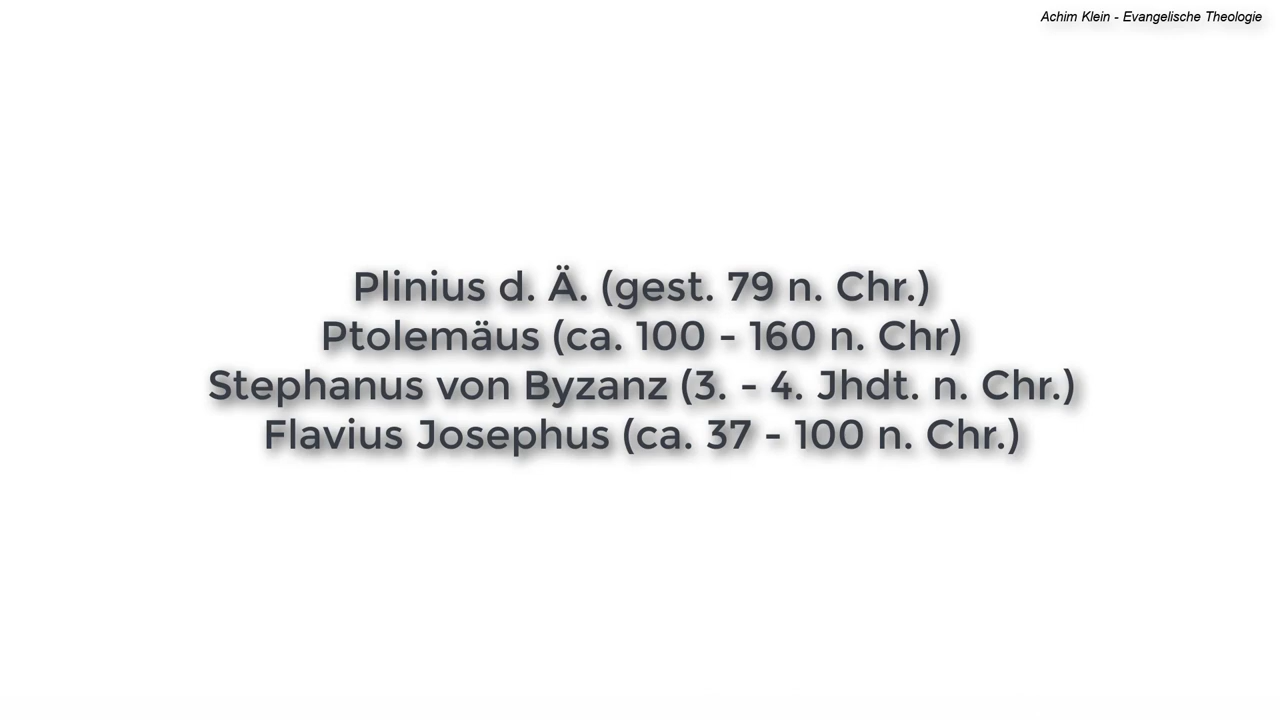 Achim Klein - Evangelische Theologie
Plinius d. Ä. (gest. 79 n. Chr.)
Ptolemäus (ca. 100 - 160 n. Chr)
Stephanus von Byzanz (3. - 4. Jhdt. n. Chr.)
Flavius Josephus (ca. 37 - 100 n. Chr.)